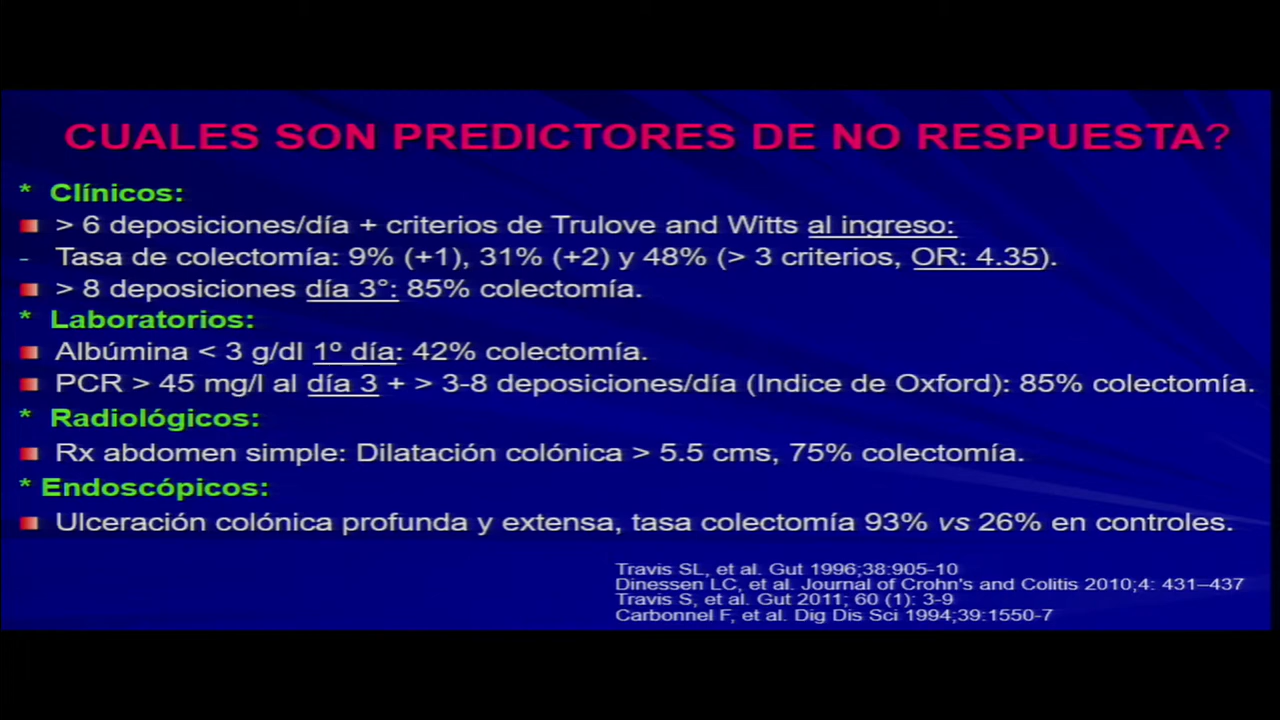 CUALES SON PREDICTORES DE NO RESPUESTA?
* Clínicos:
> 6 deposiciones/día + criterios de Trulove and Witts al ingreso:
- Tasa de colectomía: 9% (+1), 31% (+2) y 48% (> 3 criterios, OR: 4.35).
> 8 deposiciones día 3°: 85% colectomía.
* Laboratorios:
Albúmina < 3 g/dl 1º día: 42% colectomía.
PCR > 45 mg/l al día 3 + > 3-8 deposiciones/día (Indice de Oxford): 85% colectomía.
* Radiológicos:
Rx abdomen simple: Dilatación colónica > 5.5 cms, 75% colectomía.
* Endoscópicos:
Ulceración colónica profunda y extensa, tasa colectomía 93% vs 26% en controles.
Travis SL, et al. Gut 1996;38:905-10
Dinessen LC, et al. Journal of Crohn's and Colitis 2010;4: 431–437
Travis S, et al. Gut 2011; 60 (1): 3-9
Carbonnel F, et al. Dig Dis Sci 1994;39:1550-7